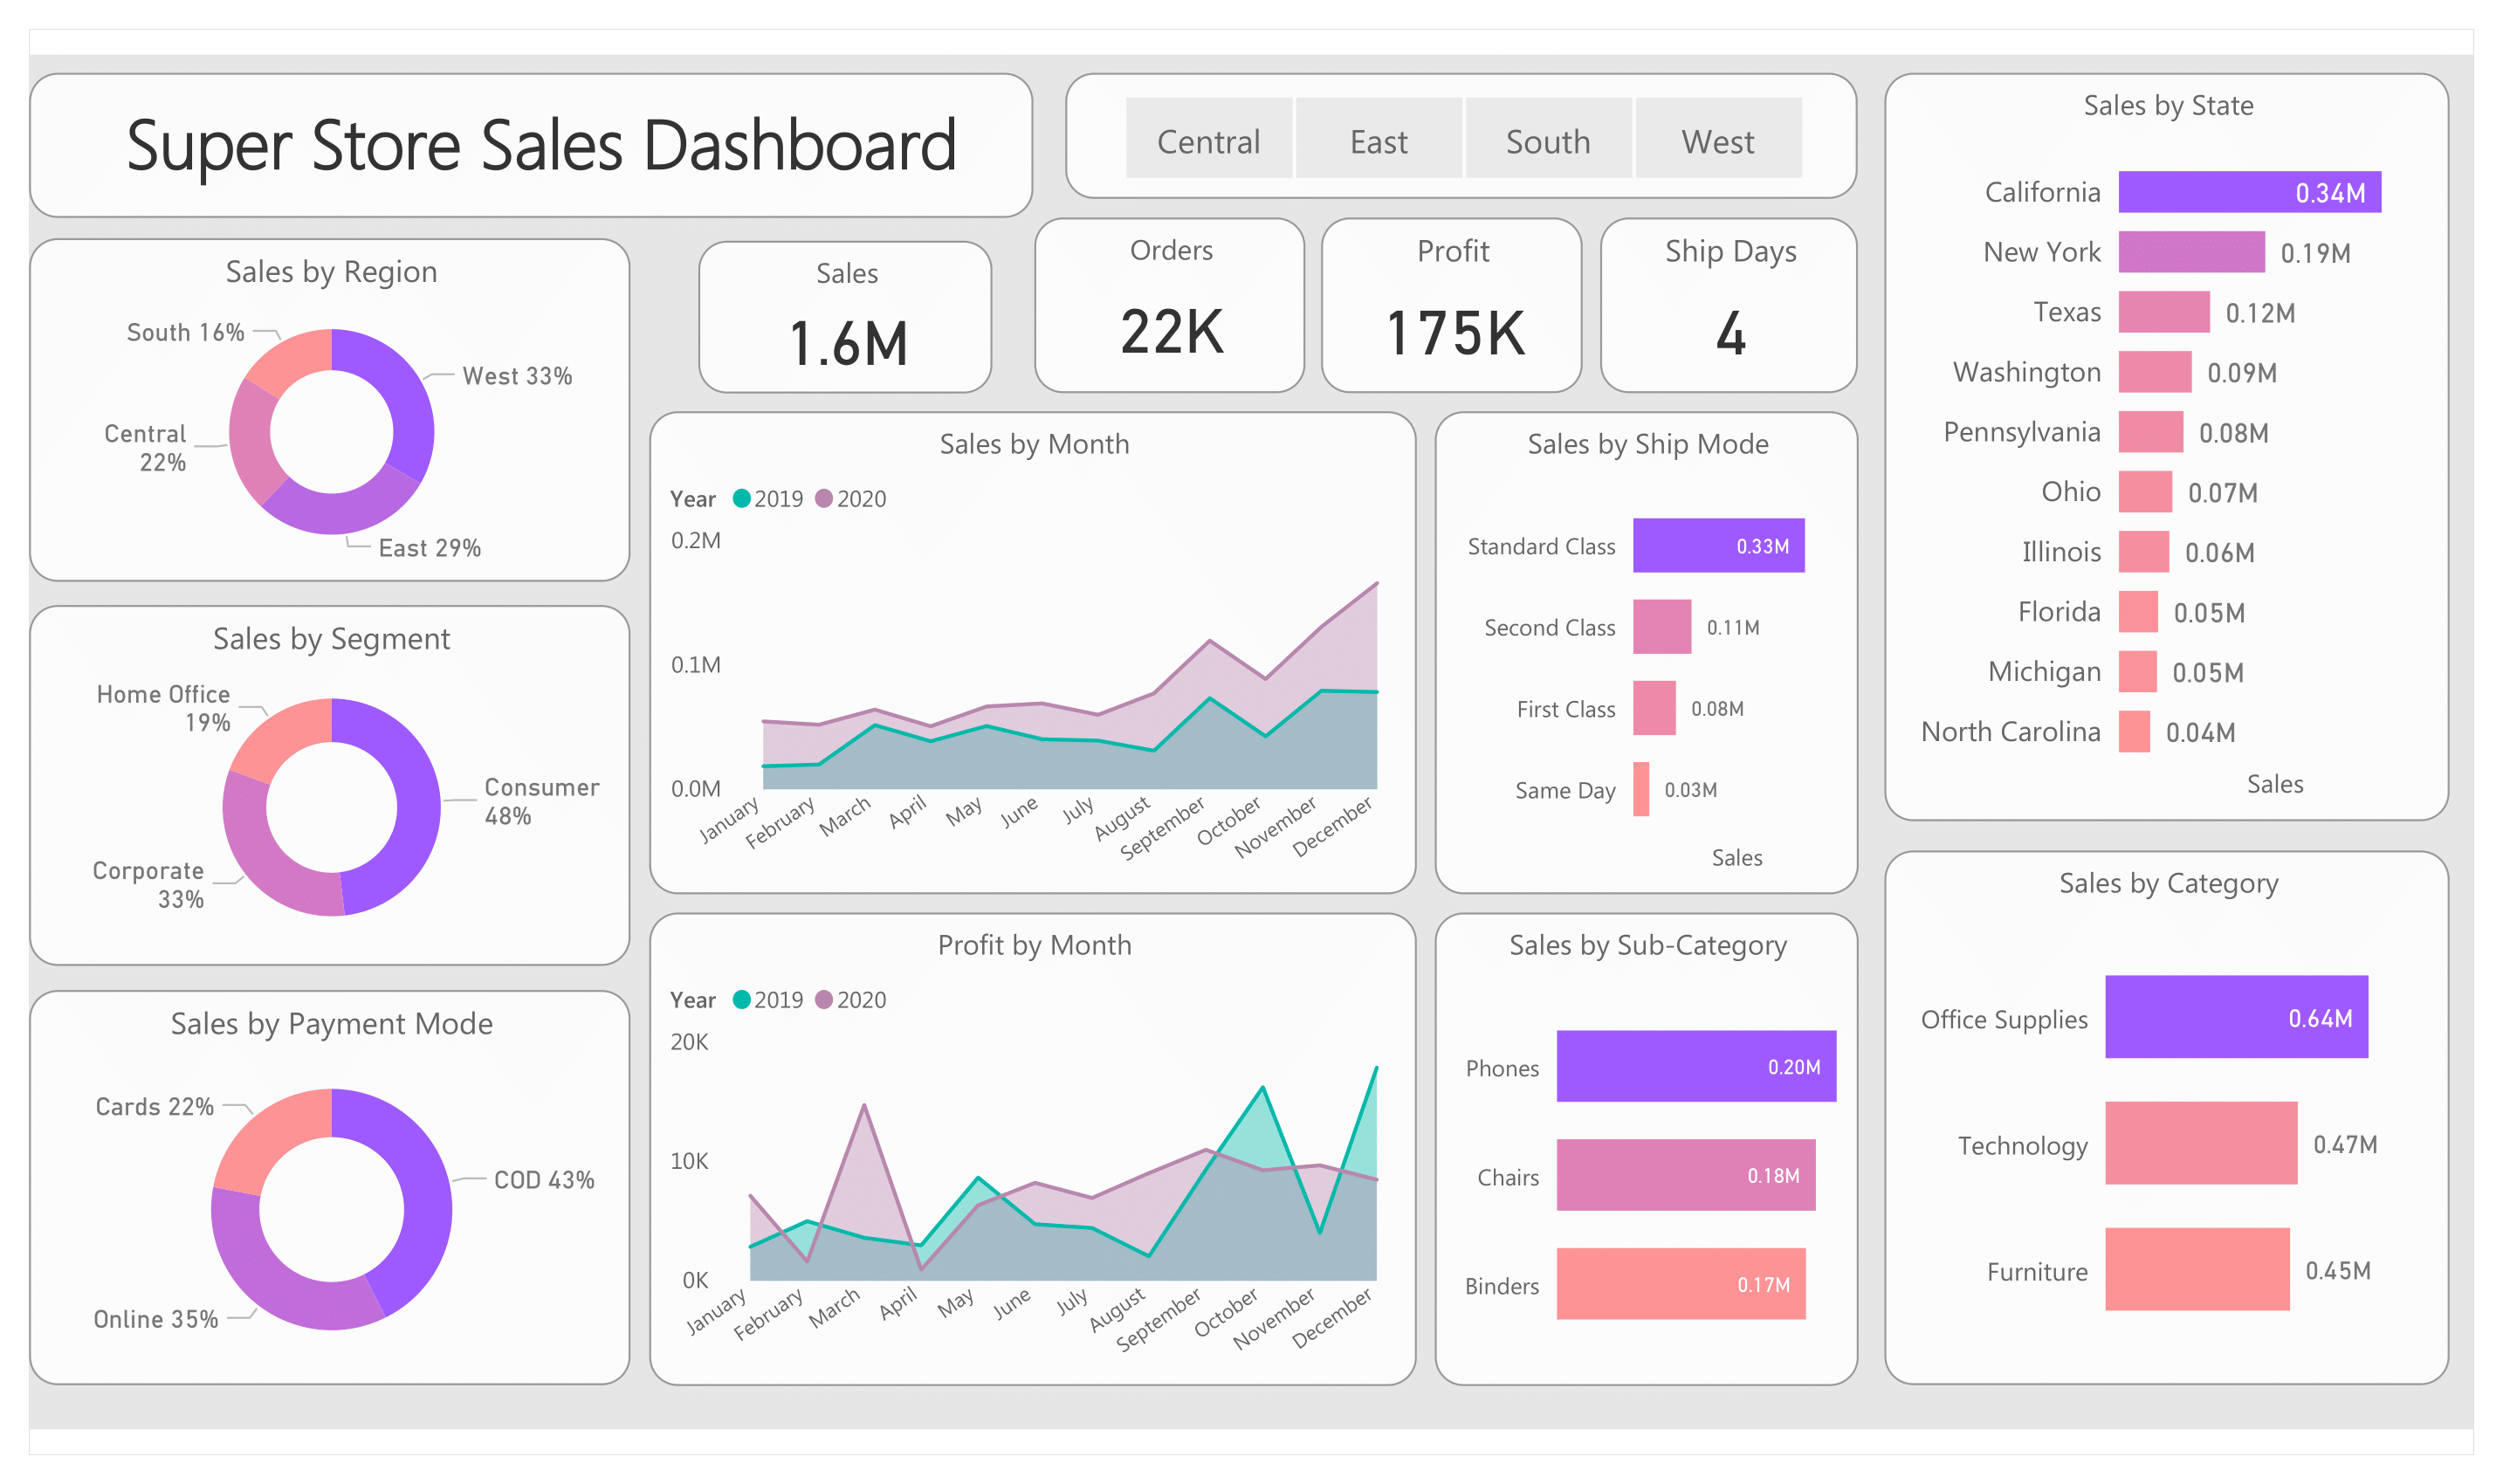 Super Store Sales Dashboard
Central East South West
Sales by Region
South 16%
West 33%
Central
22%
East 29%
Sales
1.6M
Orders
22K
Profit
175K
Ship Days
4
Sales by State
California 0.34M
New York 0.19M
Texas 0.12M
Washington 0.09M
Pennsylvania 0.08M
Ohio 0.07M
Illinois 0.06M
Florida 0.05M
Michigan 0.05M
North Carolina 0.04M
Sales
Sales by Segment
Home Office
19%
Consumer
48%
Corporate
33%
Sales by Month
Year 2019 2020
0.2M
0.1M
0.0M
January February March April May June July August September October November December
Sales by Ship Mode
Standard Class 0.33M
Second Class 0.11M
First Class 0.08M
Same Day 0.03M
Sales
Sales by Payment Mode
Cards 22%
COD 43%
Online 35%
Profit by Month
Year 2019 2020
20K
10K
0K
January February March April May June July August September October November December
Sales by Sub-Category
Phones 0.20M
Chairs 0.18M
Binders 0.17M
Sales by Category
Office Supplies 0.64M
Technology 0.47M
Furniture 0.45M